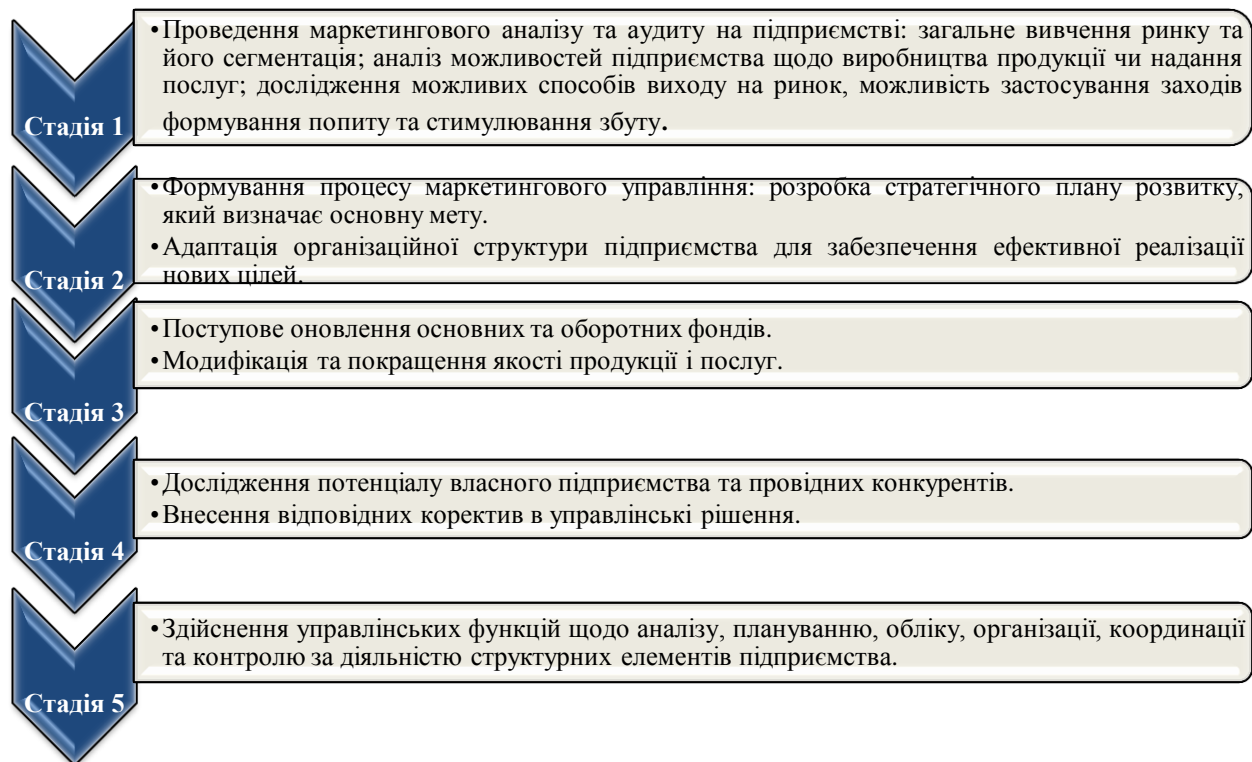 •Проведення маркетингового аналізу та аудиту на підприємстві: загальне вивчення ринку та
його сегментація; аналіз можливостей підприємства щодо виробництва продукції чи надання
послуг; дослідження можливих способів виходу на ринок, можливість застосування заходів
формування попиту та стимулювання збуту.
Стадія 1
•Формування процесу маркетингового управління: розробка стратегічного плану розвитку,
який визначає основну мету.
•Адаптація організаційної структури підприємства для забезпечення ефективної реалізації
нових цілей.
Стадія 2
•Поступове оновлення основних та оборотних фондів.
•Модифікація та покращення якості продукції і послуг.
Стадія 3
•Дослідження потенціалу власного підприємства та провідних конкурентів.
•Внесення відповідних коректив в управлінські рішення.
Стадія 4
•Здійснення управлінських функцій щодо аналізу, плануванню, обліку, організації, координації
та контролю за діяльністю структурних елементів підприємства.
Стадія 5